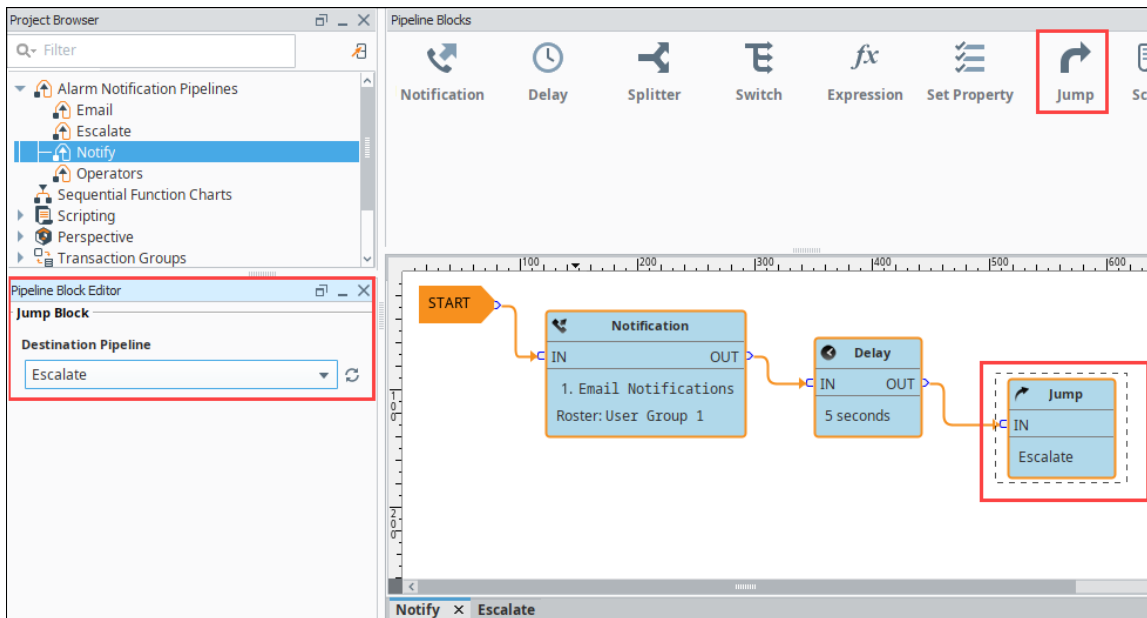 Project Browser
Filter
Alarm Notification Pipelines
Email
Escalate
Notify
Operators
Sequential Function Charts
Scripting
Perspective
Transaction Groups
Pipeline Block Editor
Jump Block
Destination Pipeline
Escalate
Pipeline Blocks
Notification Delay Splitter Switch fx Expression Set Property Jump Sc
100 200 300 400 500 600
100
200
START
Notification
IN OUT
1. Email Notifications
Roster: User Group 1
Delay
IN OUT
5 seconds
Jump
IN
Escalate
Notify Escalate